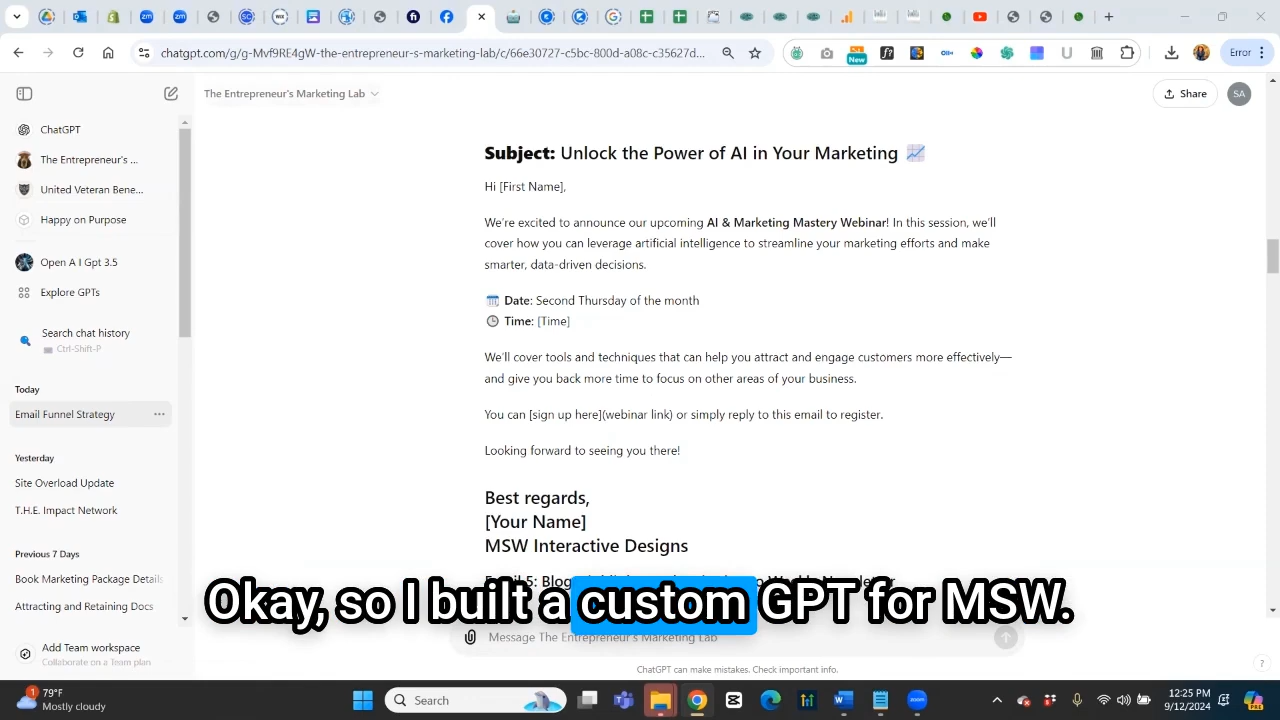 chatgpt.com/g/g-Mvf9RE4qW-the-entrepreneur-s-marketing-lab/c/66e30727-c5bc-800d-a08c-c35627d...
New
Error
The Entrepreneur's Marketing Lab
Share
SA
ChatGPT
The Entrepreneur's ...
United Veteran Bene...
Happy on Purpose
Open A I Gpt 3.5
Explore GPTs
Search chat history
Ctrl-Shift-P
Today
Email Funnel Strategy
Yesterday
Site Overload Update
T.H.E. Impact Network
Previous 7 Days
Book Marketing Package Details
Attracting and Retaining Docs
Add Team workspace
Collaborate on a Team plan
Subject: Unlock the Power of AI in Your Marketing
Hi [First Name],
We're excited to announce our upcoming AI & Marketing Mastery Webinar! In this session, we'll
cover how you can leverage artificial intelligence to streamline your marketing efforts and make
smarter, data-driven decisions.
Date: Second Thursday of the month
Time: [Time]
We'll cover tools and techniques that can help you attract and engage customers more effectively—
and give you back more time to focus on other areas of your business.
You can [sign up here](webinar link) or simply reply to this email to register.
Looking forward to seeing you there!
Best regards,
[Your Name]
MSW Interactive Designs
Email 5: Blog
Okay, so I built a custom GPT for MSW.
Message The Entrepreneur's Marketing Lab
ChatGPT can make mistakes. Check important info.
?
1
79°F
Mostly cloudy
Search
12:25 PM
9/12/2024